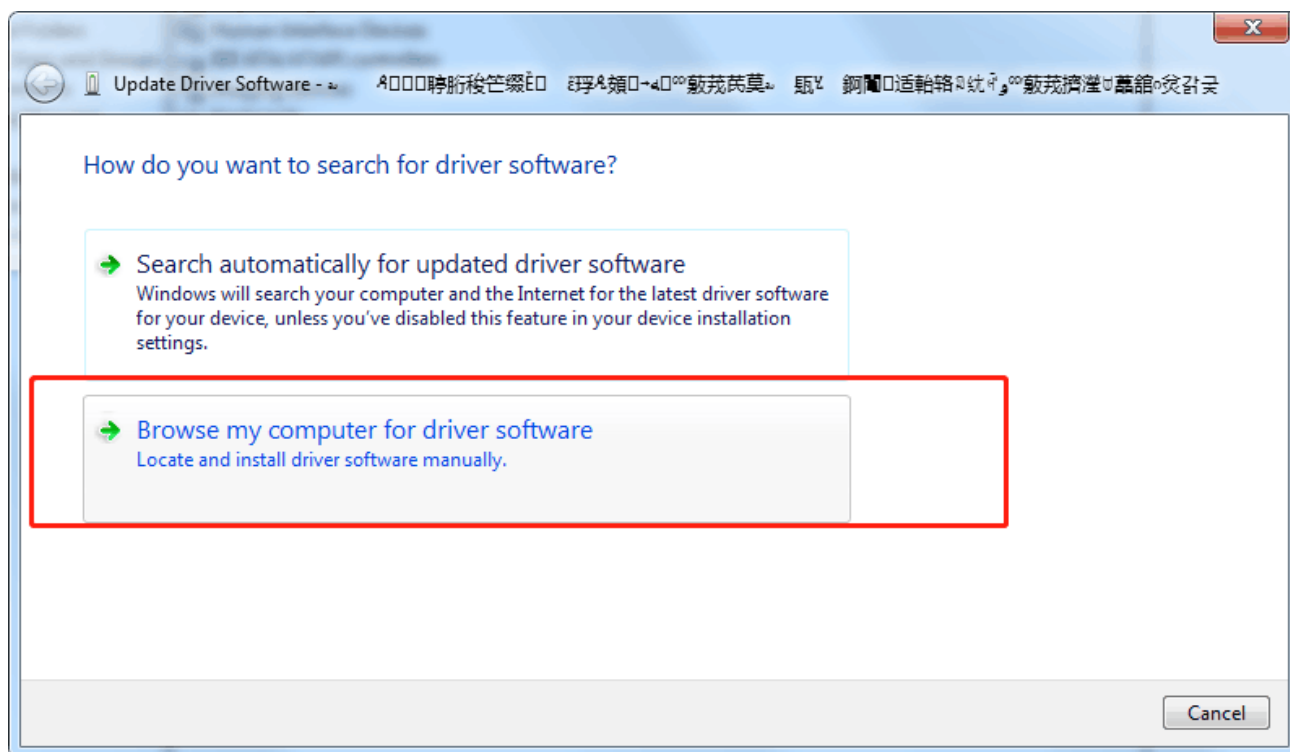 Human Interface Devices
Update Driver Software -
How do you want to search for driver software?
Search automatically for updated driver software
Windows will search your computer and the Internet for the latest driver software
for your device, unless you've disabled this feature in your device installation
settings.
Browse my computer for driver software
Locate and install driver software manually.
Cancel